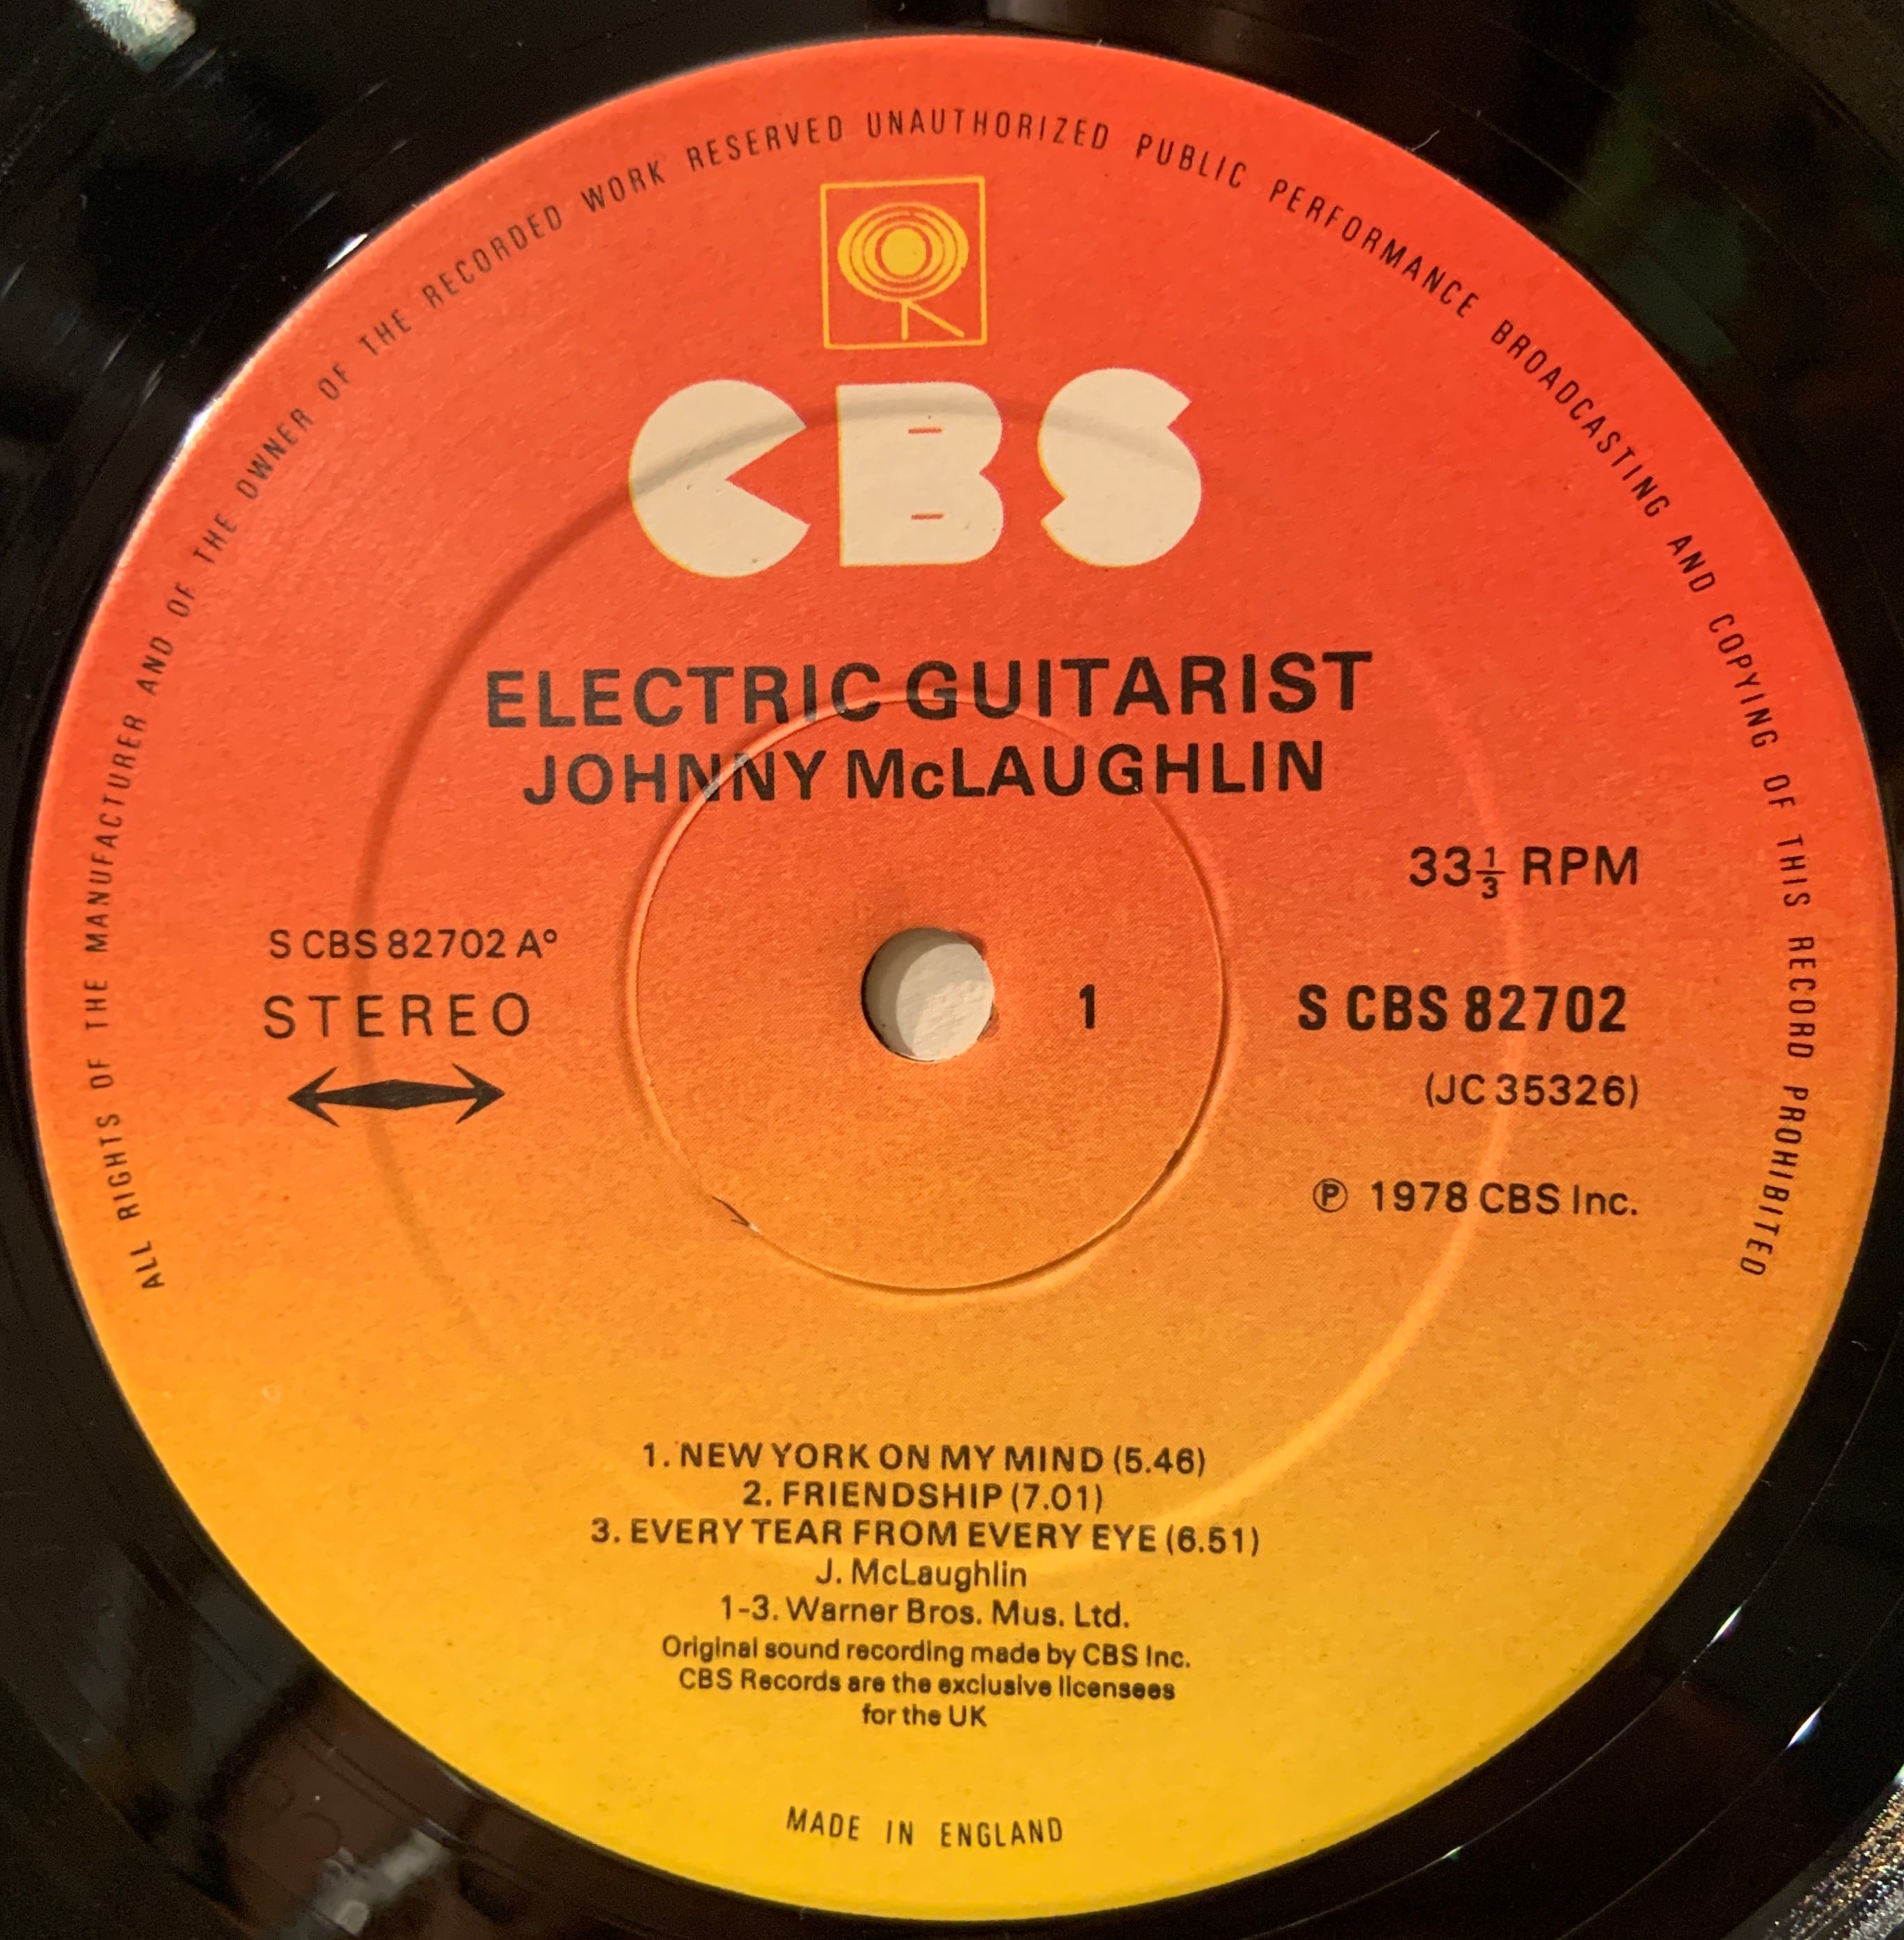 ALL RIGHTS OF THE MANUFACTURER AND OF THE OWNER OF THE RECORDED WORK RESERVED UNAUTHORIZED PUBLIC PERFORMANCE BROADCASTING AND COPYING OF THIS RECORD PROHIBITED
CBS
ELECTRIC GUITARIST
JOHNNY McLAUGHLIN
33⅓ RPM
S CBS 82702 A°
STEREO
1
S CBS 82702
(JC 35326)
℗ 1978 CBS Inc.
1. NEW YORK ON MY MIND (5.46)
2. FRIENDSHIP (7.01)
3. EVERY TEAR FROM EVERY EYE (6.51)
J. McLaughlin
1-3. Warner Bros. Mus. Ltd.
Original sound recording made by CBS Inc.
CBS Records are the exclusive licensees
for the UK
MADE IN ENGLAND